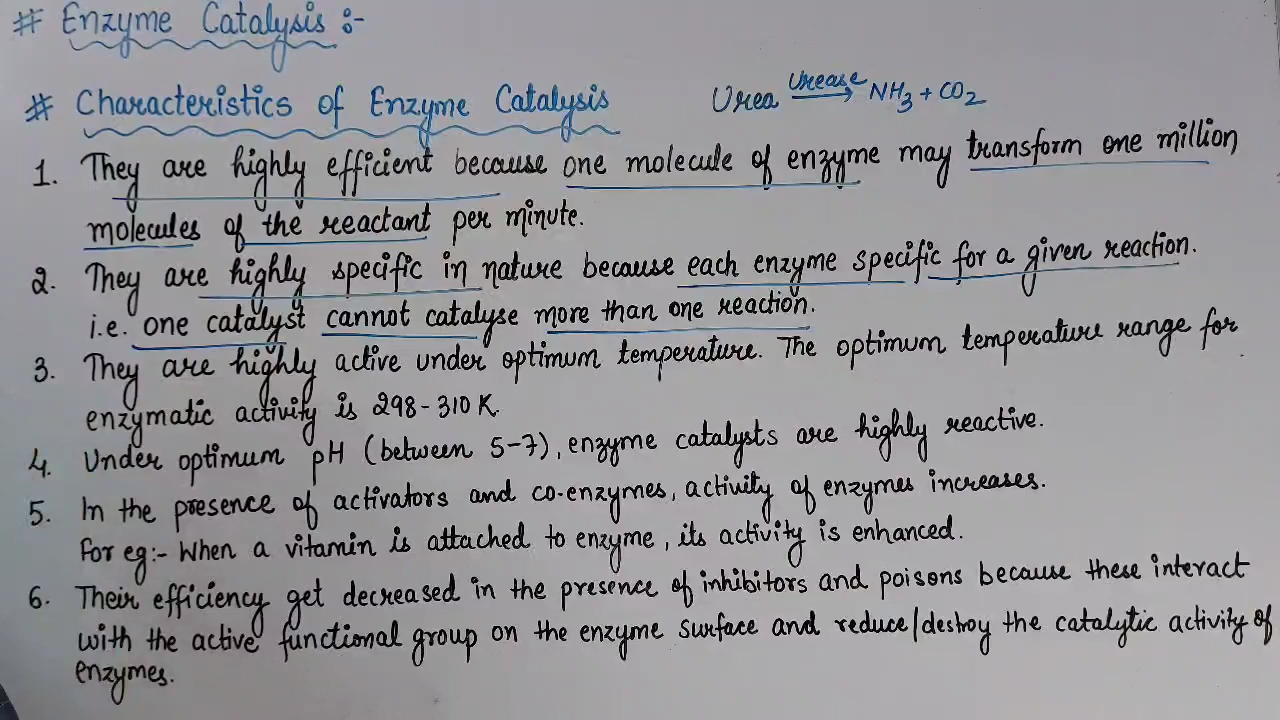 # Enzyme Catalysis :-
# Characteristics of Enzyme Catalysis
Urea urease→ NH3 + CO2
1. They are highly efficient because one molecule of enzyme may transform one million
molecules of the reactant per minute.
2. They are highly specific in nature because each enzyme specific for a given reaction.
i.e. one catalyst cannot catalyse more than one reaction.
3. They are highly active under optimum temperature. The optimum temperature range for
enzymatic activity is 298-310 K.
4. Under optimum pH (between 5-7), enzyme catalysts are highly reactive.
5. In the presence of activators and co-enzymes, activity of enzymes increases.
For eg:- When a vitamin is attached to enzyme, its activity is enhanced.
6. Their efficiency get decreased in the presence of inhibitors and poisons because these interact
with the active functional group on the enzyme surface and reduce/destroy the catalytic activity of
enzymes.